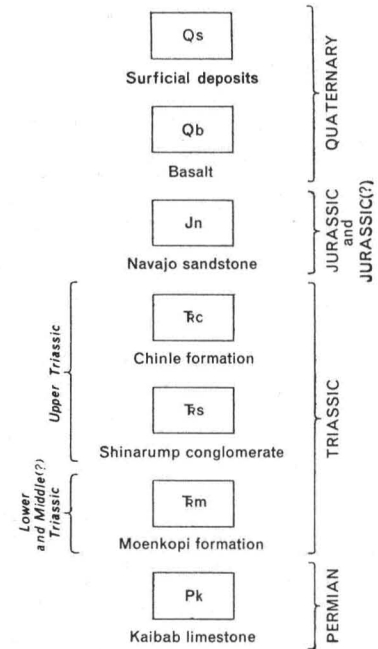 Qs
Surficial deposits
Qb
Basalt
QUATERNARY
Jn
Navajo sandstone
JURASSIC
and
JURASSIC(?)
Upper Triassic
ꞦC
Chinle formation
Ꞧs
Shinarump conglomerate
TRIASSIC
Lower
and Middle(?)
Triassic
Ꞧm
Moenkopi formation
Pk
Kaibab limestone
PERMIAN